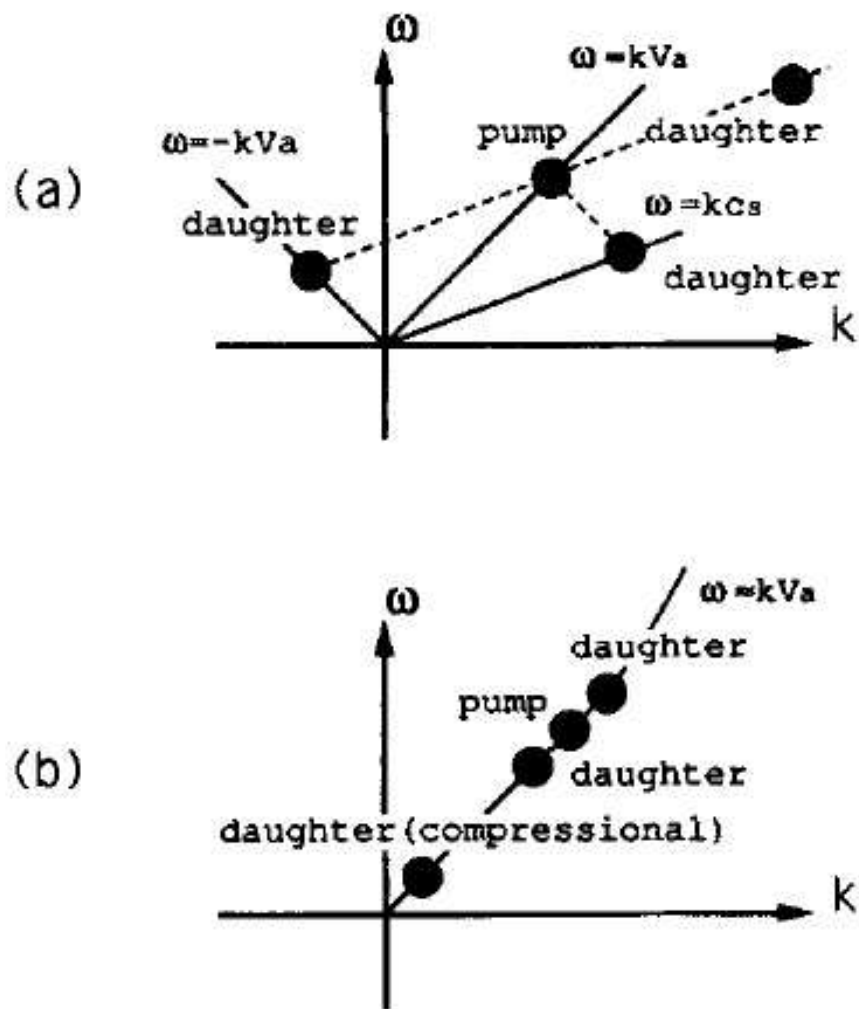 ω
ω=kVa
pump
daughter
ω=-kVa
(a)
daughter
ω=kcs
daughter
k
ω
ω≈kVa
daughter
pump
(b)
daughter
daughter(compressional)
k